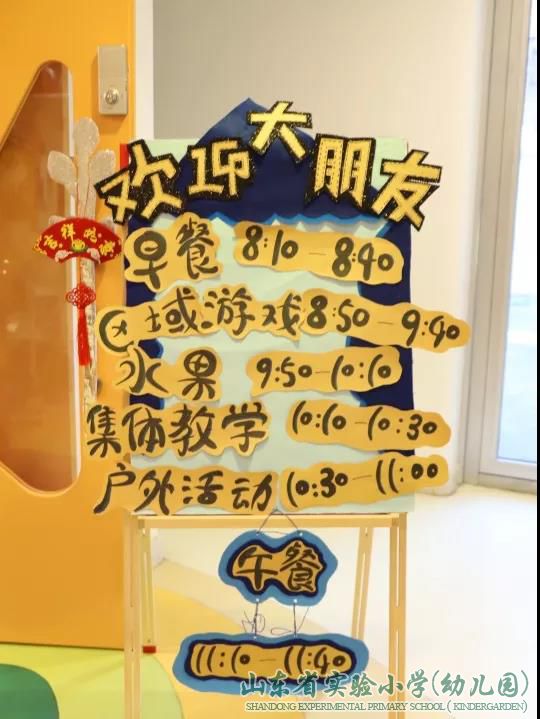 欢迎大朋友
吉祥如意
早餐 8:10—8:40
区域游戏 8:50—9:40
水果 9:50—10:10
集体教学 10:10—10:30
户外活动 10:30—11:00
午餐
11:10—11:40
山东省实验小学(幼儿园)
SHANDONG EXPERIMENTAL PRIMARY SCHOOL ( KINDERGARDEN)